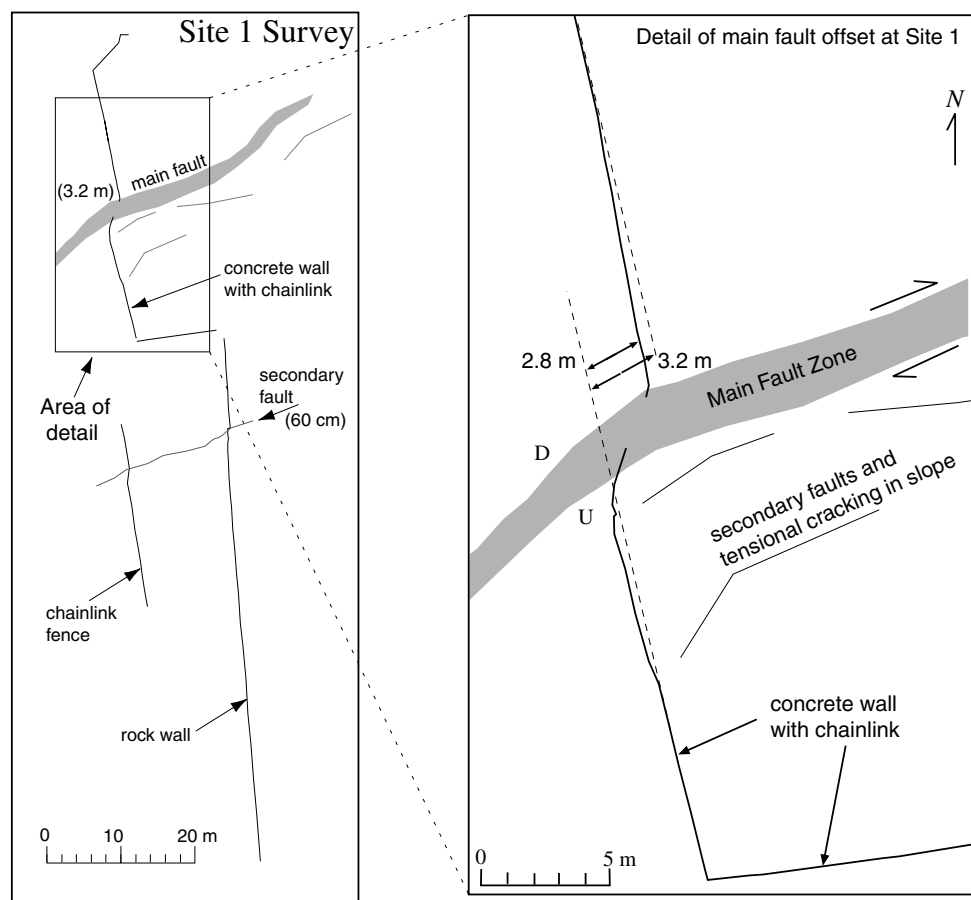 Site 1 Survey
main fault
(3.2 m)
concrete wall
with chainlink
secondary
fault
(60 cm)
Area of
detail
chainlink
fence
rock wall
0 10 20 m
Detail of main fault offset at Site 1
N
2.8 m
3.2 m
Main Fault Zone
D
U
secondary faults and
tensional cracking in slope
concrete wall
with chainlink
0 5 m